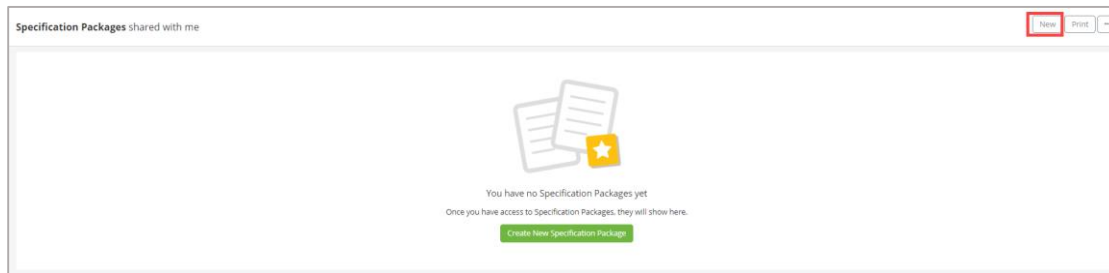 Specification Packages shared with me
New
Print
You have no Specification Packages yet
Once you have access to Specification Packages, they will show here.
Create New Specification Package